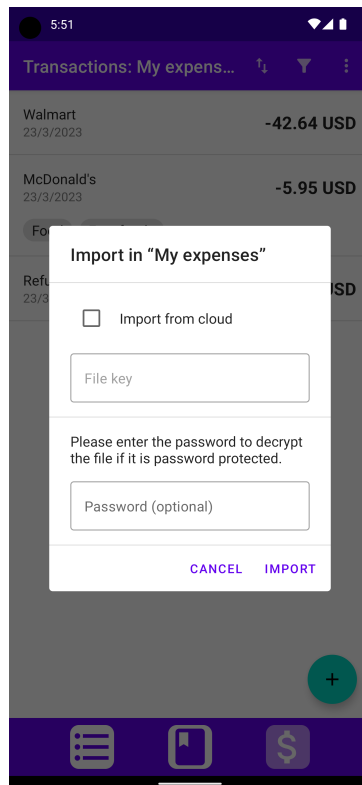 5:51
Transactions: My expens...
Walmart
-42.64 USD
23/3/2023
McDonald's
-5.95 USD
23/3/2023
Import in “My expenses”
Import from cloud
File key
Please enter the password to decrypt
the file if it is password protected.
Password (optional)
CANCEL IMPORT
+
$